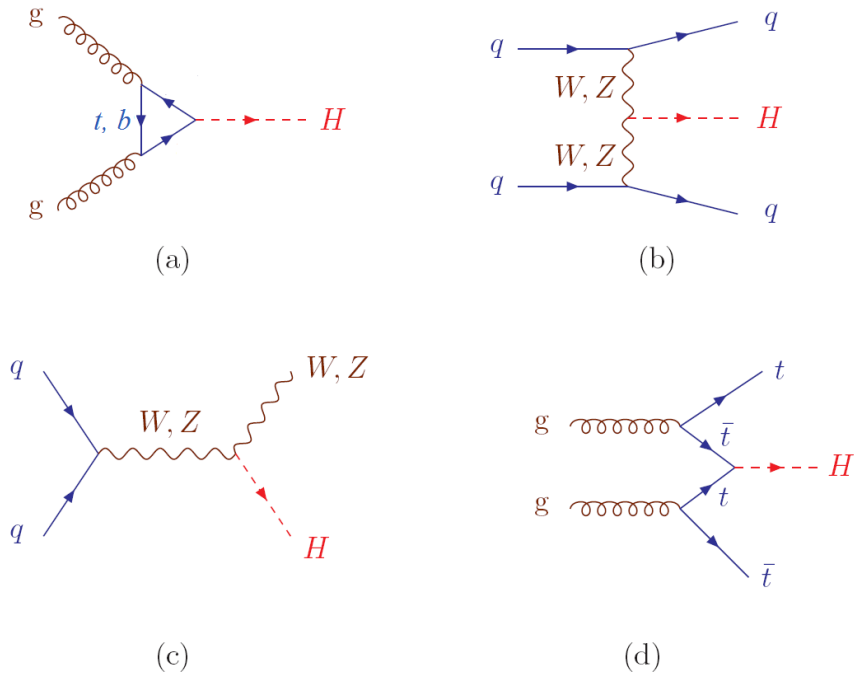 g
t, b
H
g
(a)
q
q
W, Z
H
W, Z
q
q
(b)
q
W, Z
W, Z
q
H
(c)
t
g
t̄
H
g
t
t̄
(d)